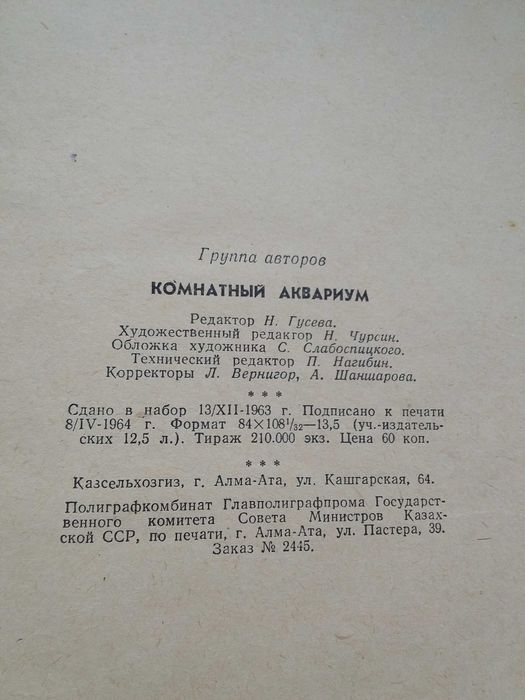 Группа авторов
КОМНАТНЫЙ АКВАРИУМ
Редактор Н. Гусева.
Художественный редактор Н. Чурсин.
Обложка художника С. Слабоспицкого.
Технический редактор П. Нагибин.
Корректоры Л. Вернигор, А. Шаншарова.
* * *
Сдано в набор 13/XII-1963 г. Подписано к печати
8/IV-1964 г. Формат 84×108¹/₃₂—13,5 (уч.-издатель-
ских 12,5 л.). Тираж 210.000 экз. Цена 60 коп.
* * *
Казсельхозгиз, г. Алма-Ата, ул. Кашгарская, 64.
Полиграфкомбинат Главполиграфпрома Государст-
венного комитета Совета Министров Казах-
ской ССР, по печати, г. Алма-Ата, ул. Пастера, 39.
Заказ № 2445.